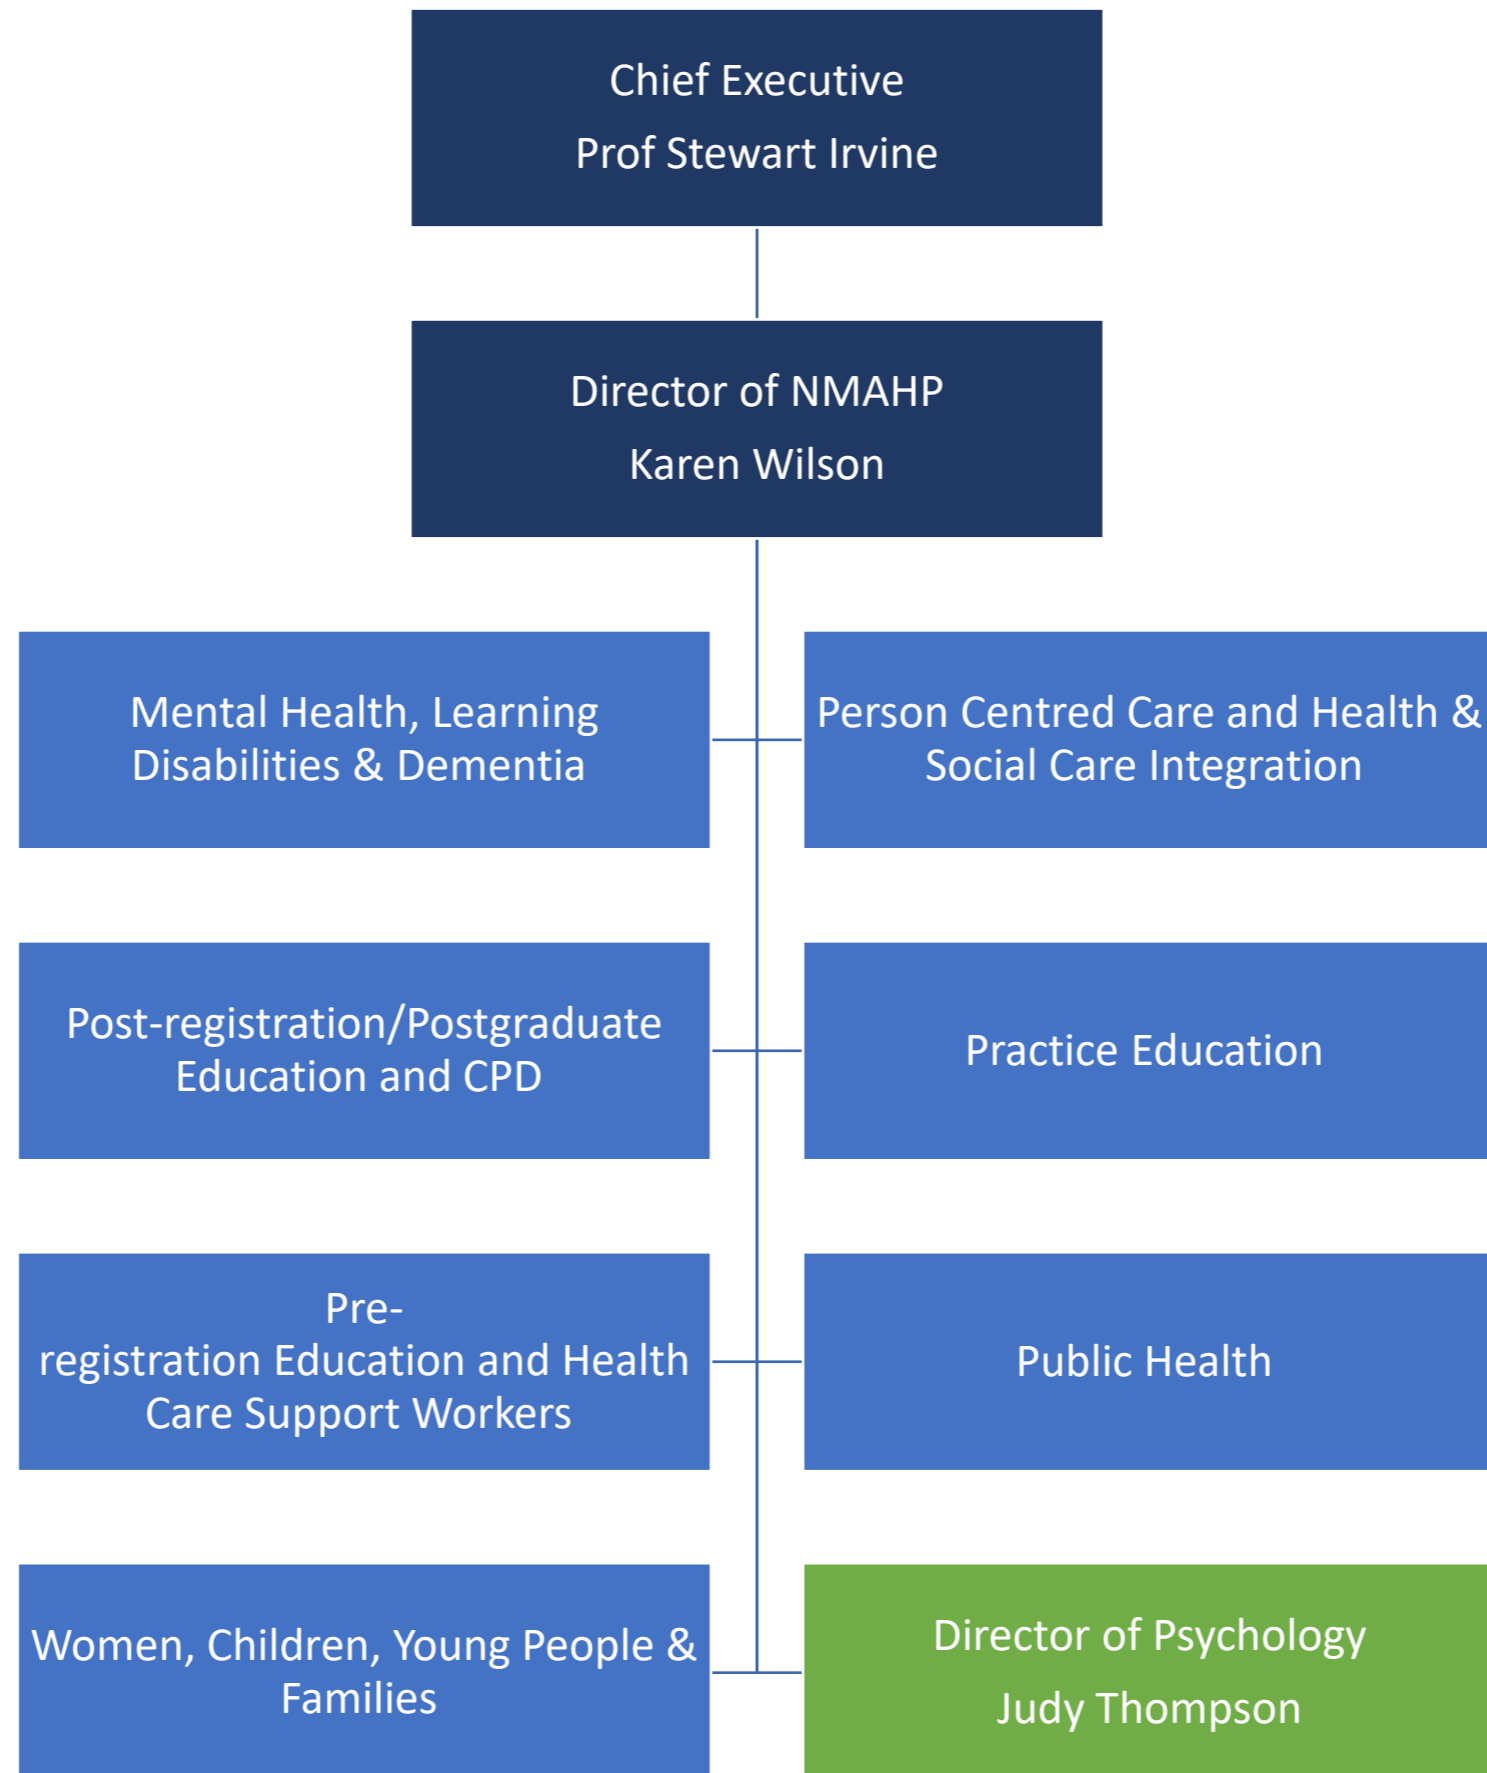 Chief Executive
Prof Stewart Irvine
Director of NMAHP
Karen Wilson
Mental Health, Learning
Disabilities & Dementia
Person Centred Care and Health &
Social Care Integration
Post-registration/Postgraduate
Education and CPD
Practice Education
Pre-
registration Education and Health
Care Support Workers
Public Health
Women, Children, Young People &
Families
Director of Psychology
Judy Thompson